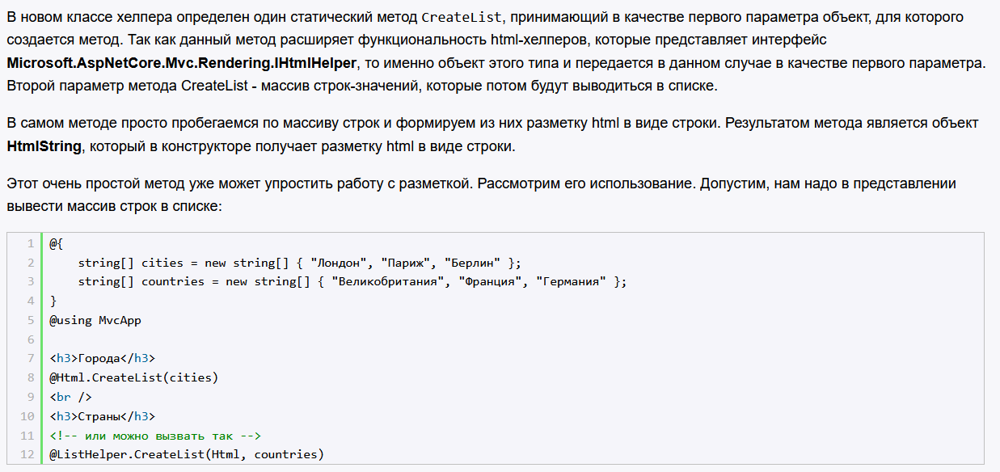 В новом классе хелпера определен один статический метод CreateList, принимающий в качестве первого параметра объект, для которого
создается метод. Так как данный метод расширяет функциональность html-хелперов, которые представляет интерфейс
Microsoft.AspNetCore.Mvc.Rendering.IHtmlHelper, то именно объект этого типа и передается в данном случае в качестве первого параметра.
Второй параметр метода CreateList - массив строк-значений, которые потом будут выводиться в списке.
В самом методе просто пробегаемся по массиву строк и формируем из них разметку html в виде строки. Результатом метода является объект
HtmlString, который в конструкторе получает разметку html в виде строки.
Этот очень простой метод уже может упростить работу с разметкой. Рассмотрим его использование. Допустим, нам надо в представлении
вывести массив строк в списке:
1 @{
2     string[] cities = new string[] { "Лондон", "Париж", "Берлин" };
3     string[] countries = new string[] { "Великобритания", "Франция", "Германия" };
4 }
5 @using MvcApp
6
7 <h3>Города</h3>
8 @Html.CreateList(cities)
9 <br />
10 <h3>Страны</h3>
11 <!-- или можно вызвать так -->
12 @ListHelper.CreateList(Html, countries)